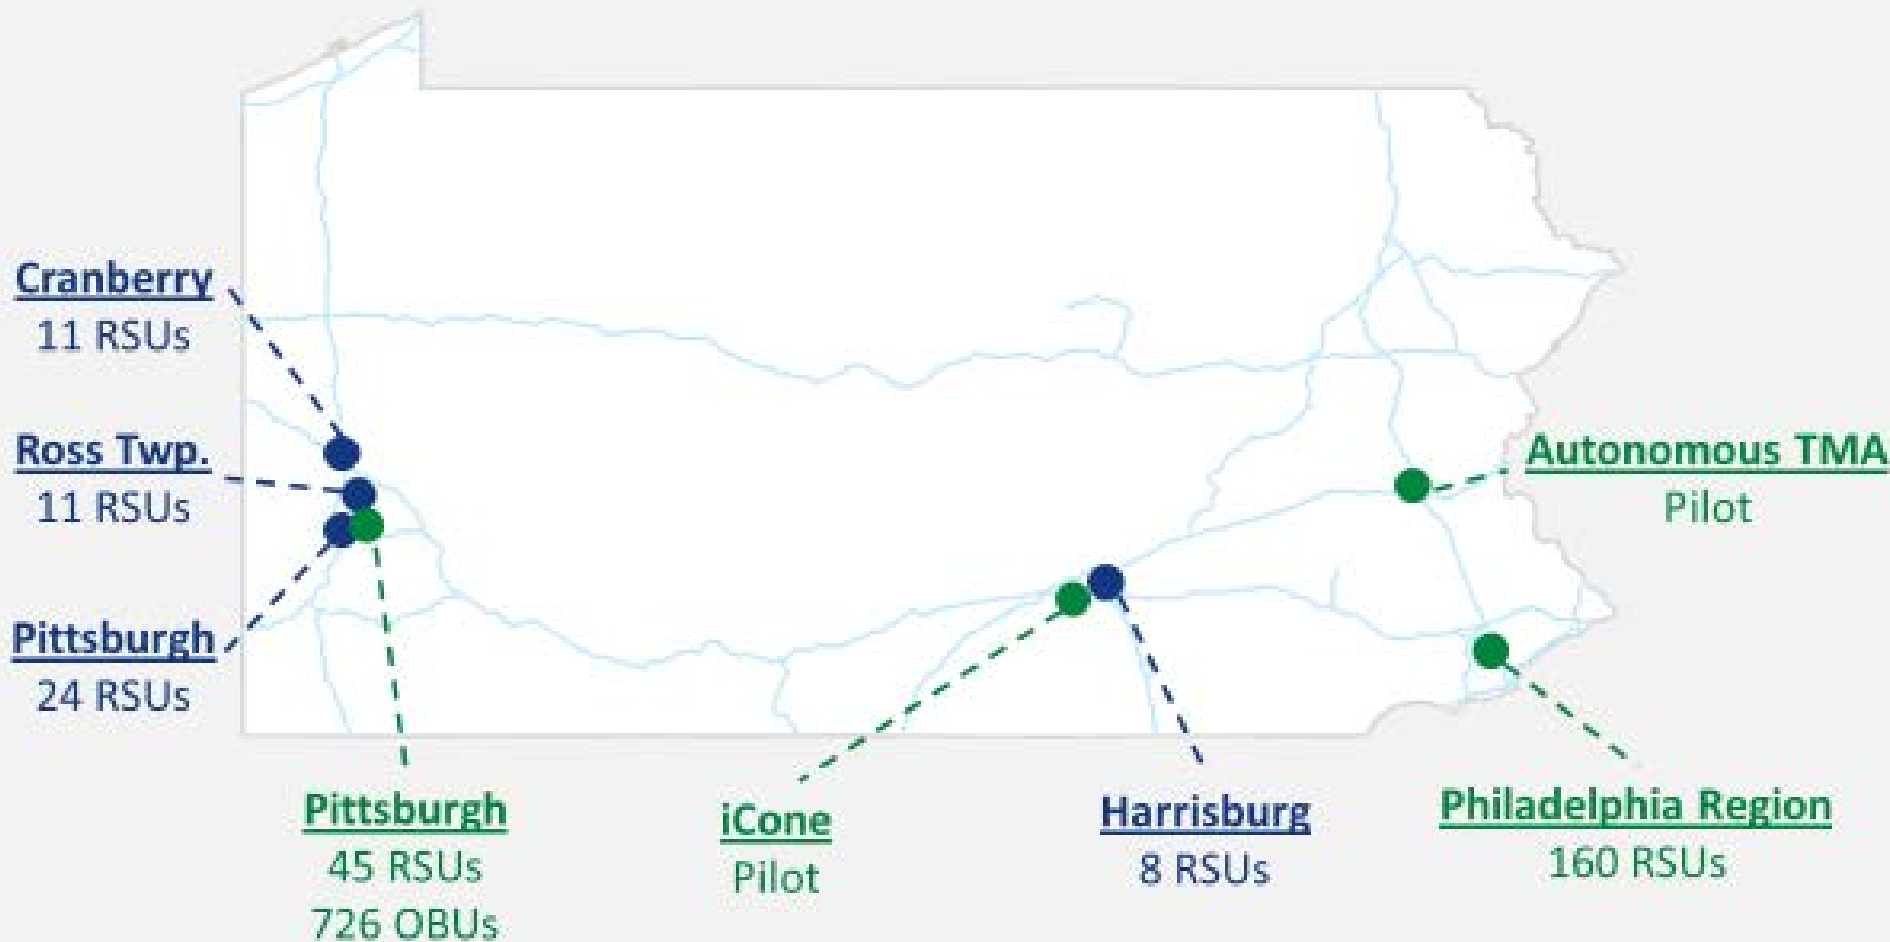 Cranberry
11 RSUs
Ross Twp.
11 RSUs
Pittsburgh
24 RSUs
Pittsburgh
45 RSUs
726 OBUs
iCone
Pilot
Harrisburg
8 RSUs
Philadelphia Region
160 RSUs
Autonomous TMA
Pilot